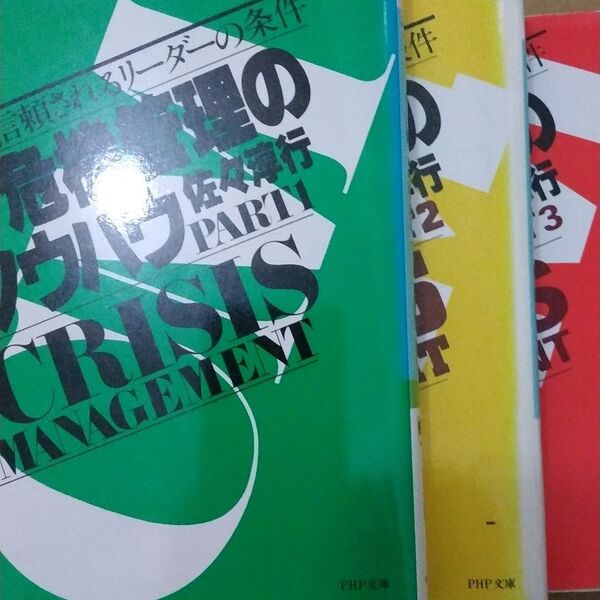 信頼されるリーダーの条件
危機管理の
ノウハウ
佐々淳行
PART1
CRISIS
MANAGEMENT
PHP文庫
条件
の
行
2
PHP文庫
件
の
行
3
S
NT